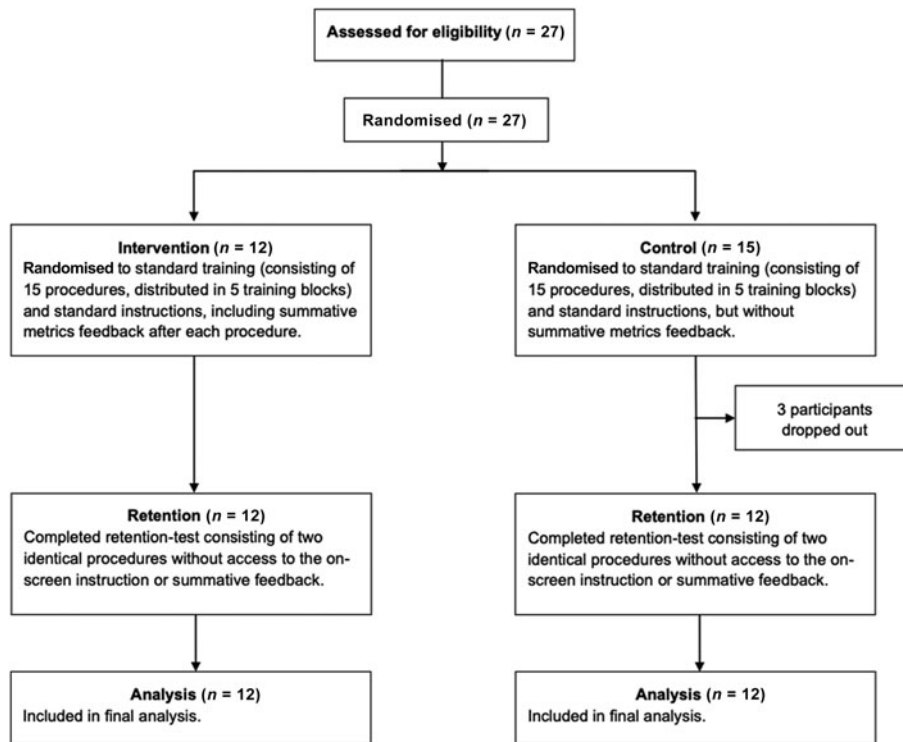 Assessed for eligibility (n = 27)
Randomised (n = 27)
Intervention (n = 12)
Randomised to standard training (consisting of
15 procedures, distributed in 5 training blocks)
and standard instructions, including summative
metrics feedback after each procedure.
Control (n = 15)
Randomised to standard training (consisting of
15 procedures, distributed in 5 training blocks)
and standard instructions, but without
summative metrics feedback.
3 participants
dropped out
Retention (n = 12)
Completed retention-test consisting of two
identical procedures without access to the on-
screen instruction or summative feedback.
Retention (n = 12)
Completed retention-test consisting of two
identical procedures without access to the on-
screen instruction or summative feedback.
Analysis (n = 12)
Included in final analysis.
Analysis (n = 12)
Included in final analysis.